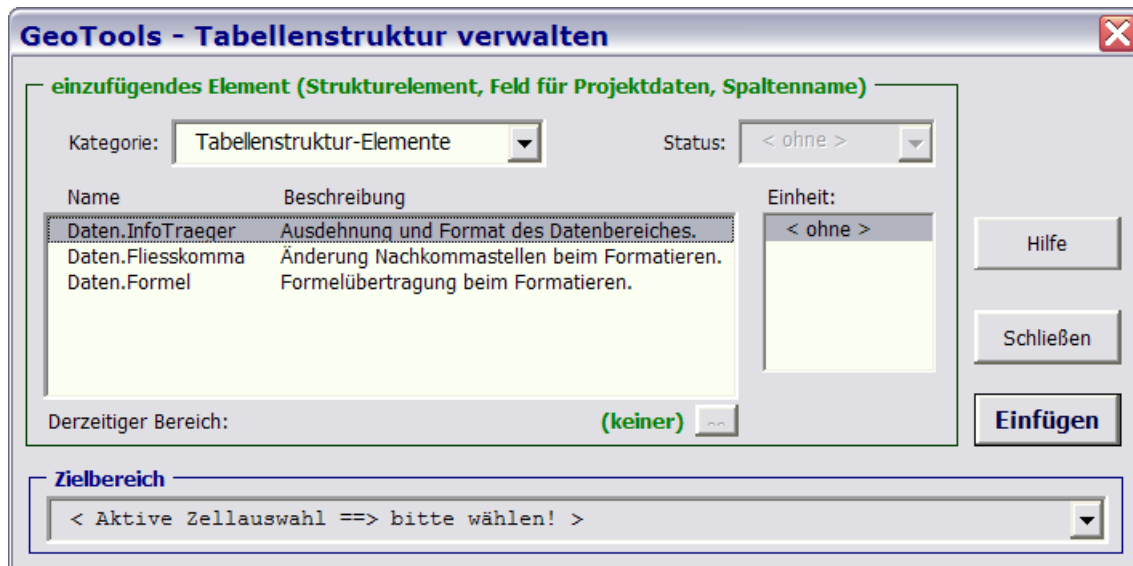 GeoTools - Tabellenstruktur verwalten
einzufügendes Element (Strukturelement, Feld für Projektdaten, Spaltenname)
Kategorie: Tabellenstruktur-Elemente Status: < ohne >
Name Beschreibung Einheit:
Daten.InfoTraeger Ausdehnung und Format des Datenbereiches. < ohne >
Daten.Fliesskomma Änderung Nachkommastellen beim Formatieren.
Daten.Formel Formelübertragung beim Formatieren.
Hilfe
Schließen
Derzeitiger Bereich: (keiner) ...
Einfügen
Zielbereich
< Aktive Zellauswahl ==> bitte wählen! >